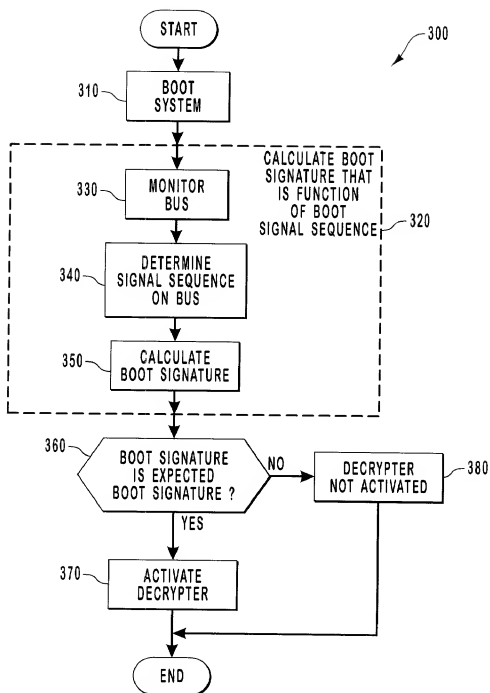 START
300
310
BOOT
SYSTEM
CALCULATE BOOT
SIGNATURE THAT
IS FUNCTION
OF BOOT
SIGNAL SEQUENCE
320
330
MONITOR
BUS
340
DETERMINE
SIGNAL SEQUENCE
ON BUS
350
CALCULATE
BOOT SIGNATURE
360
BOOT SIGNATURE
IS EXPECTED
BOOT SIGNATURE ?
NO
DECRYPTER
NOT ACTIVATED
380
YES
370
ACTIVATE
DECRYPTER
END